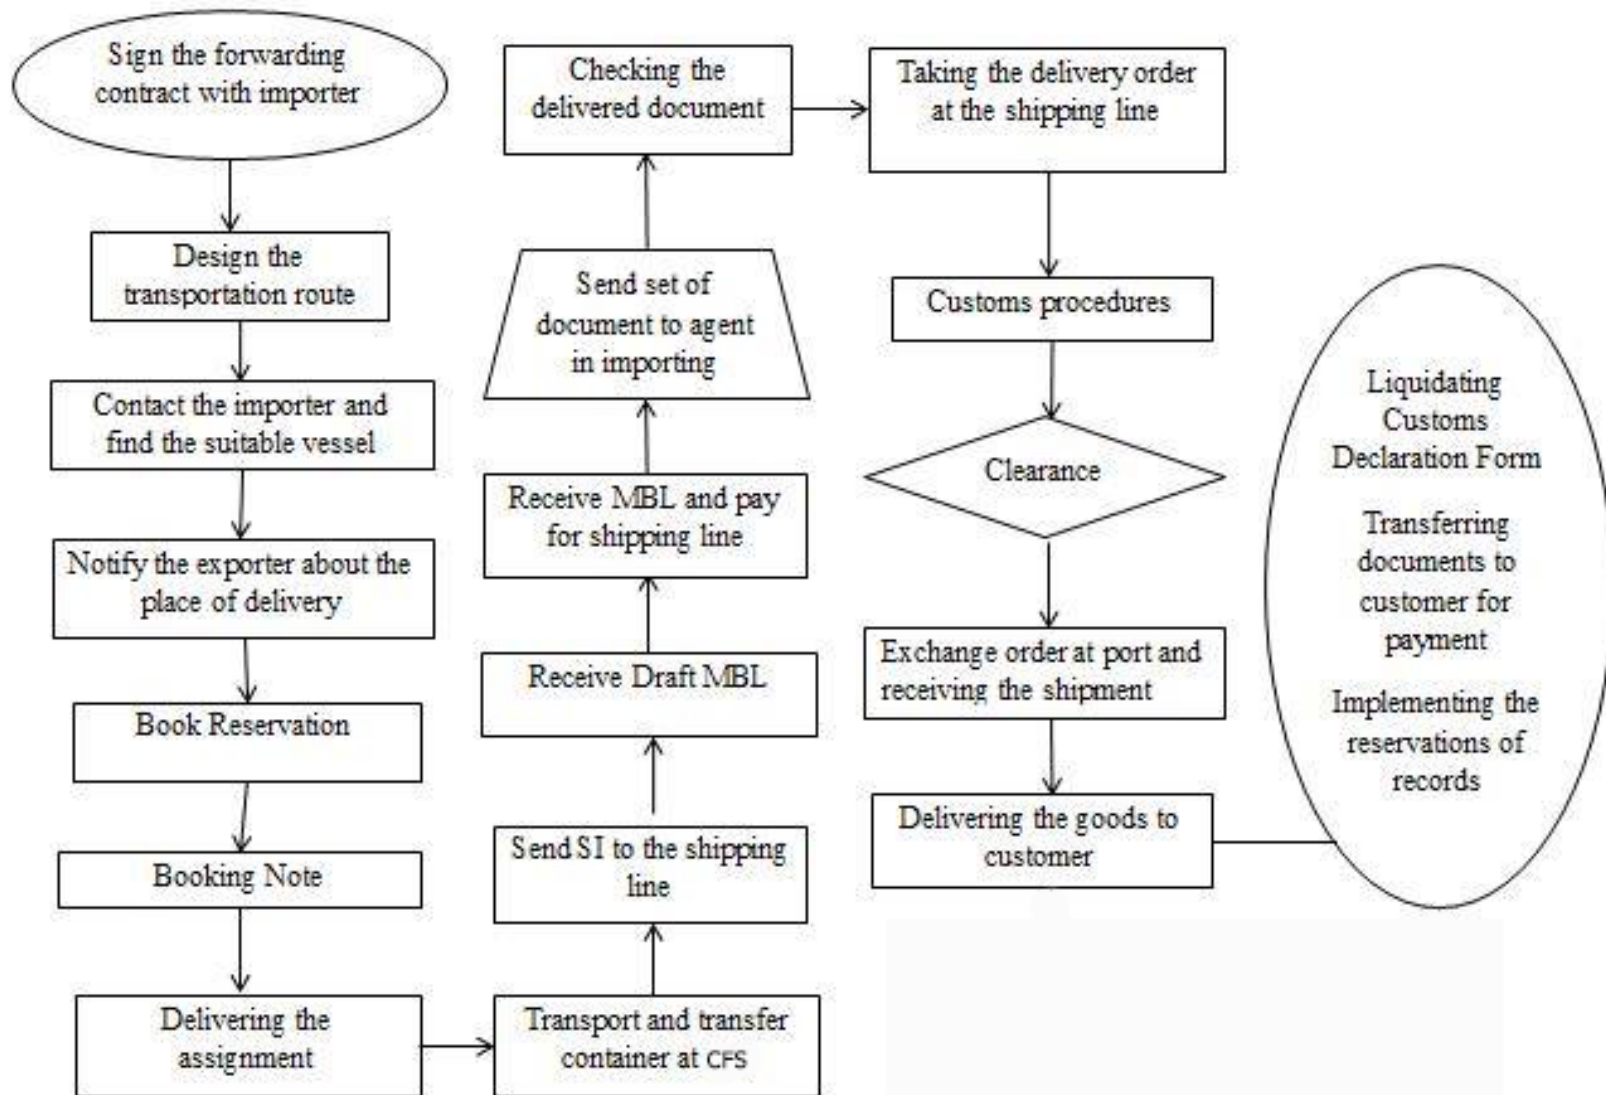 Sign the forwarding
contract with importer
Design the
transportation route
Contact the importer and
find the suitable vessel
Notify the exporter about the
place of delivery
Book Reservation
Booking Note
Delivering the
assignment
Transport and transfer
container at CFS
Send SI to the shipping
line
Receive Draft MBL
Receive MBL and pay
for shipping line
Send set of
document to agent
in importing
Checking the
delivered document
Taking the delivery order
at the shipping line
Customs procedures
Clearance
Exchange order at port and
receiving the shipment
Delivering the goods to
customer
Liquidating
Customs
Declaration Form
Transferring
documents to
customer for
payment
Implementing the
reservations of
records